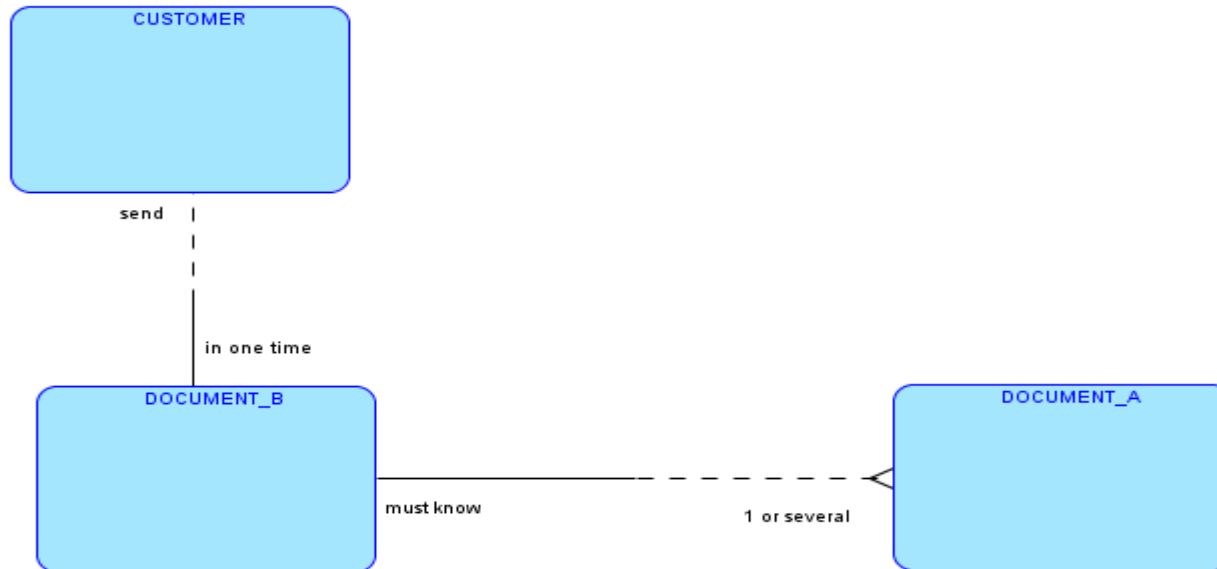 CUSTOMER
send
in one time
DOCUMENT_B
DOCUMENT_A
must know
1 or several